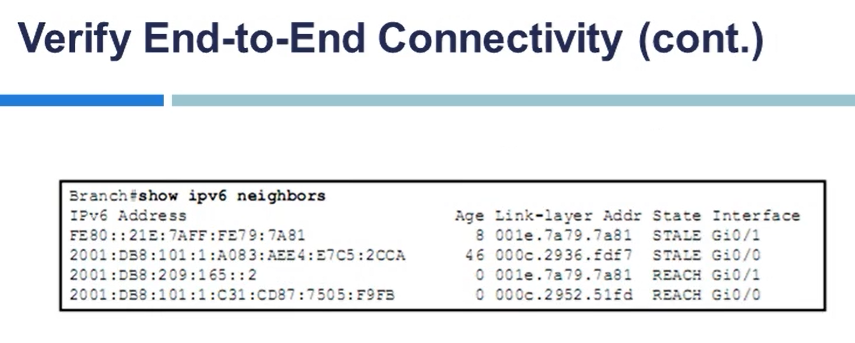 Verify End-to-End Connectivity (cont.)
Branch#show ipv6 neighbors
IPv6 Address Age Link-layer Addr State Interface
FE80::21E:7AFF:FE79:7A81 8 001e.7a79.7a81 STALE Gi0/1
2001:DB8:101:1:A083:AEE4:E7C5:2CCA 46 000c.2936.fdf7 STALE Gi0/0
2001:DB8:209:165::2 0 001e.7a79.7a81 REACH Gi0/1
2001:DB8:101:1:C31:CD87:7505:F9FB 0 000c.2952.51fd REACH Gi0/0